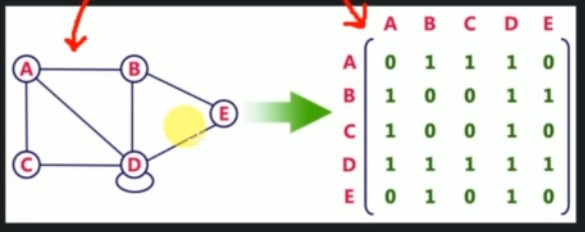 A B C D E
A B A 0 1 1 1 0
E B 1 0 0 1 1
C 1 0 0 1 0
C D D 1 1 1 1 1
E 0 1 0 1 0